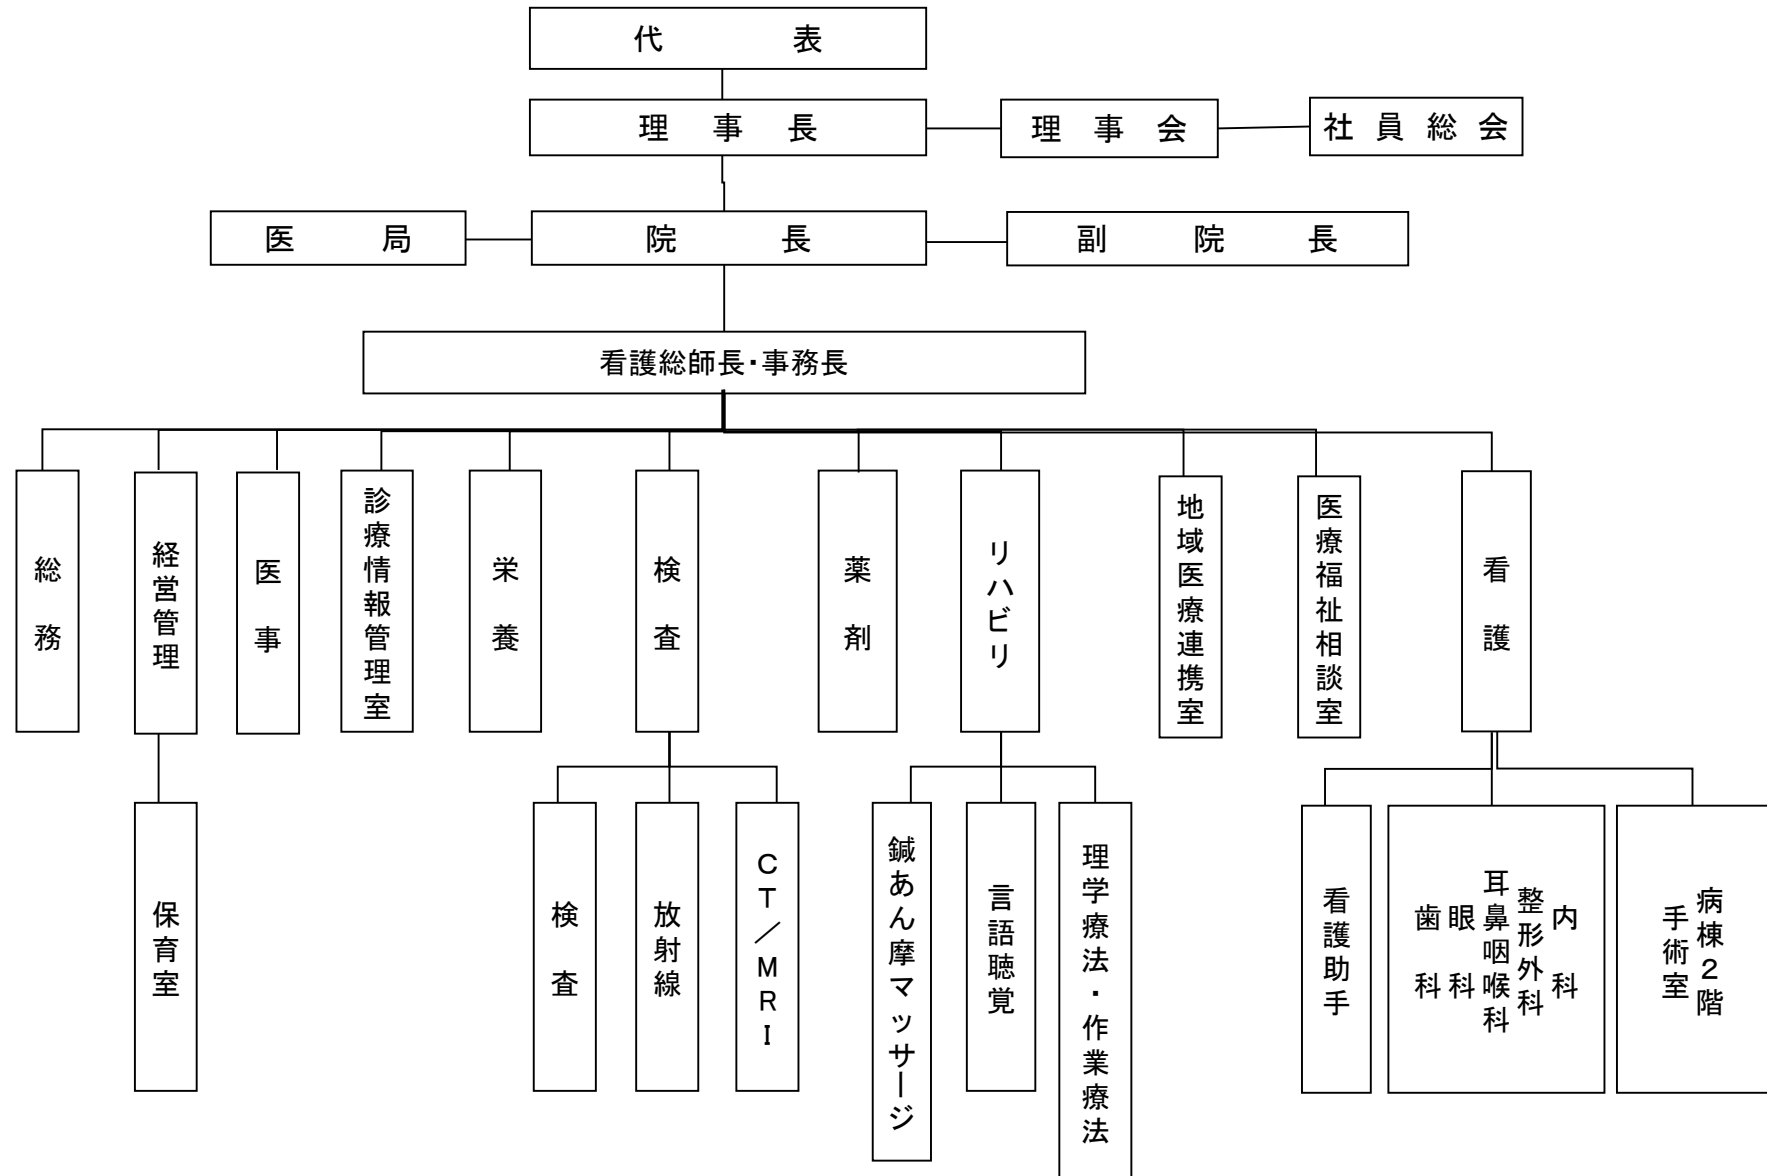 代表
理事長
理事会
社員総会
医局
院長
副院長
看護総師長・事務長
総務
経営管理
医事
診療情報管理室
栄養
検査
薬剤
リハビリ
地域医療連携室
医療福祉相談室
看護
保育室
検査
放射線
CT／MRI
鍼あん摩マッサージ
言語聴覚
理学療法・作業療法
看護助手
内科
整形外科
耳鼻咽喉科
眼科
歯科
病棟２階
手術室